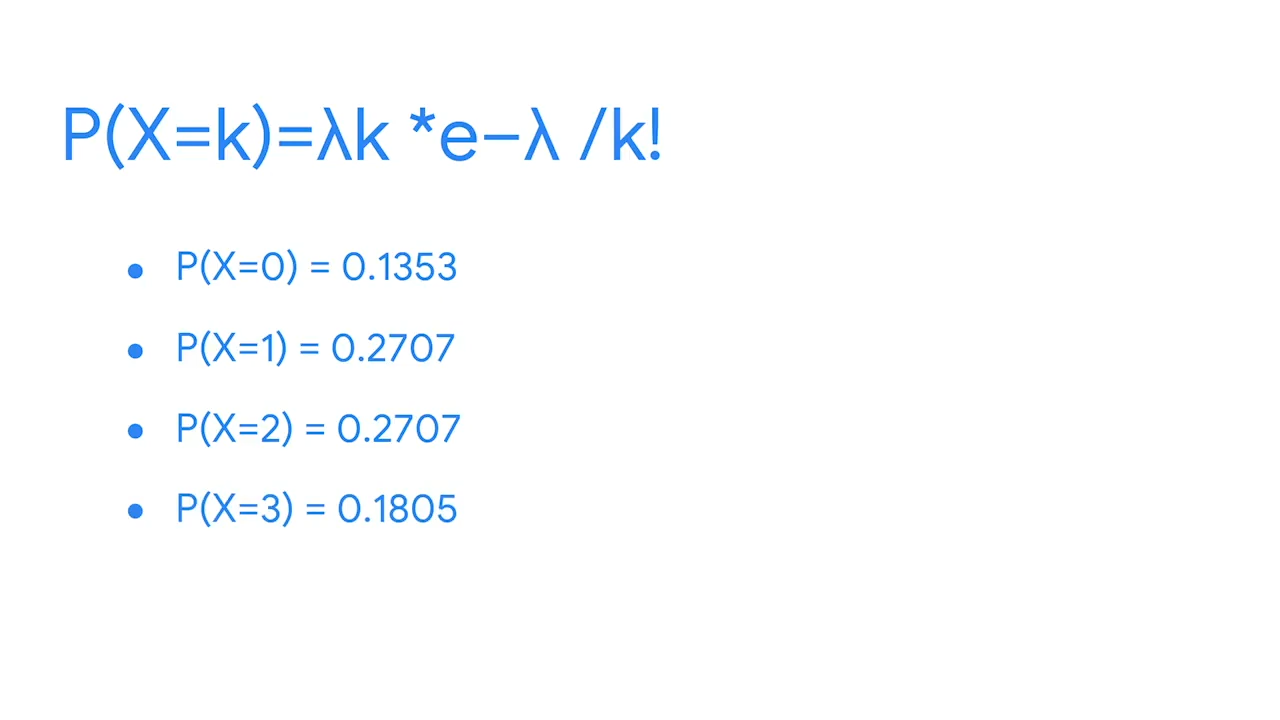 P(X=k)=λk *e−λ /k!
• P(X=0) = 0.1353
• P(X=1) = 0.2707
• P(X=2) = 0.2707
• P(X=3) = 0.1805